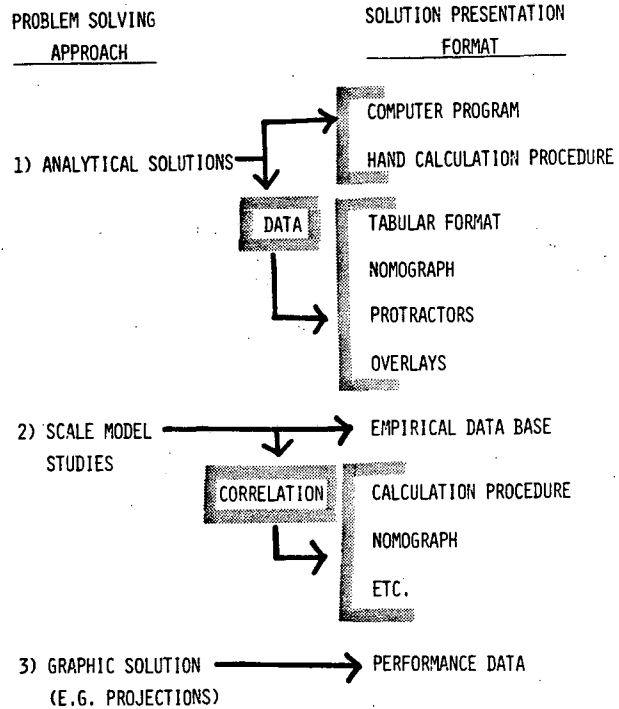 PROBLEM SOLVING
APPROACH
SOLUTION PRESENTATION
FORMAT
1) ANALYTICAL SOLUTIONS
COMPUTER PROGRAM
HAND CALCULATION PROCEDURE
DATA
TABULAR FORMAT
NOMOGRAPH
PROTRACTORS
OVERLAYS
2) SCALE MODEL
STUDIES
EMPIRICAL DATA BASE
CORRELATION
CALCULATION PROCEDURE
NOMOGRAPH
ETC.
3) GRAPHIC SOLUTION
(E.G. PROJECTIONS)
PERFORMANCE DATA